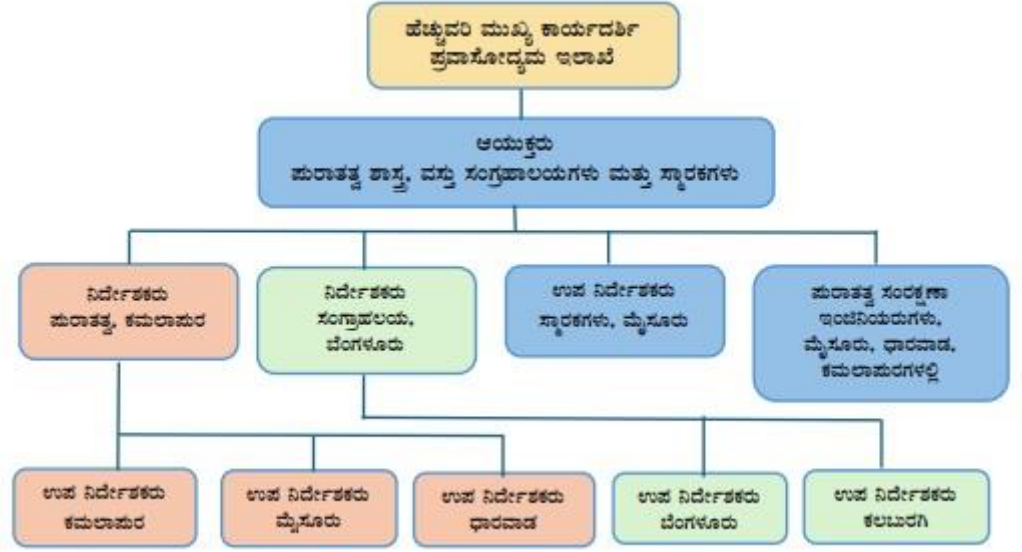 ಹೆಚ್ಚುವರಿ ಮುಖ್ಯ ಕಾರ್ಯದರ್ಶಿ
ಪ್ರವಾಸೋದ್ಯಮ ಇಲಾಖೆ
ಆಯುಕ್ತರು
ಪುರಾತತ್ವ ಶಾಸ್ತ್ರ, ವಸ್ತು ಸಂಗ್ರಹಾಲಯಗಳು ಮತ್ತು ಸ್ಮಾರಕಗಳು
ನಿರ್ದೇಶಕರು
ಪುರಾತತ್ವ, ಕಮಲಾಪುರ
ನಿರ್ದೇಶಕರು
ಸಂಗ್ರಾಹಲಯ,
ಬೆಂಗಳೂರು
ಉಪ ನಿರ್ದೇಶಕರು
ಸ್ಮಾರಕಗಳು, ಮೈಸೂರು
ಪುರಾತತ್ವ ಸಂರಕ್ಷಣಾ
ಇಂಜಿನಿಯರುಗಳು,
ಮೈಸೂರು, ಧಾರವಾಡ,
ಕಮಲಾಪುರಗಳಲ್ಲಿ
ಉಪ ನಿರ್ದೇಶಕರು
ಕಮಲಾಪುರ
ಉಪ ನಿರ್ದೇಶಕರು
ಮೈಸೂರು
ಉಪ ನಿರ್ದೇಶಕರು
ಧಾರವಾಡ
ಉಪ ನಿರ್ದೇಶಕರು
ಬೆಂಗಳೂರು
ಉಪ ನಿರ್ದೇಶಕರು
ಕಲಬುರಗಿ